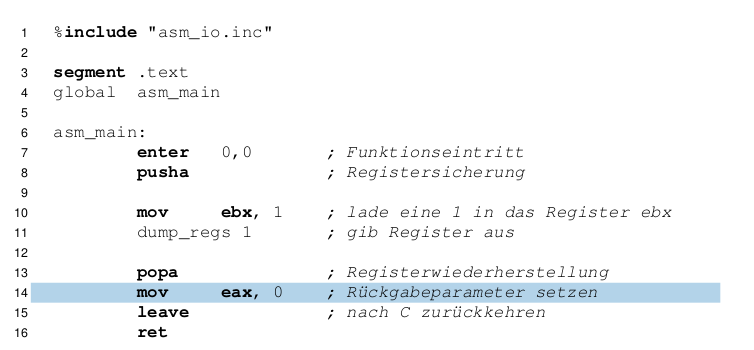 1 %include "asm_io.inc"
2
3 segment .text
4 global asm_main
5
6 asm_main:
7 enter 0,0 ; Funktionseintritt
8 pusha ; Registersicherung
9
10 mov ebx, 1 ; lade eine 1 in das Register ebx
11 dump_regs 1 ; gib Register aus
12
13 popa ; Registerwiederherstellung
14 mov eax, 0 ; Rückgabeparameter setzen
15 leave ; nach C zurückkehren
16 ret